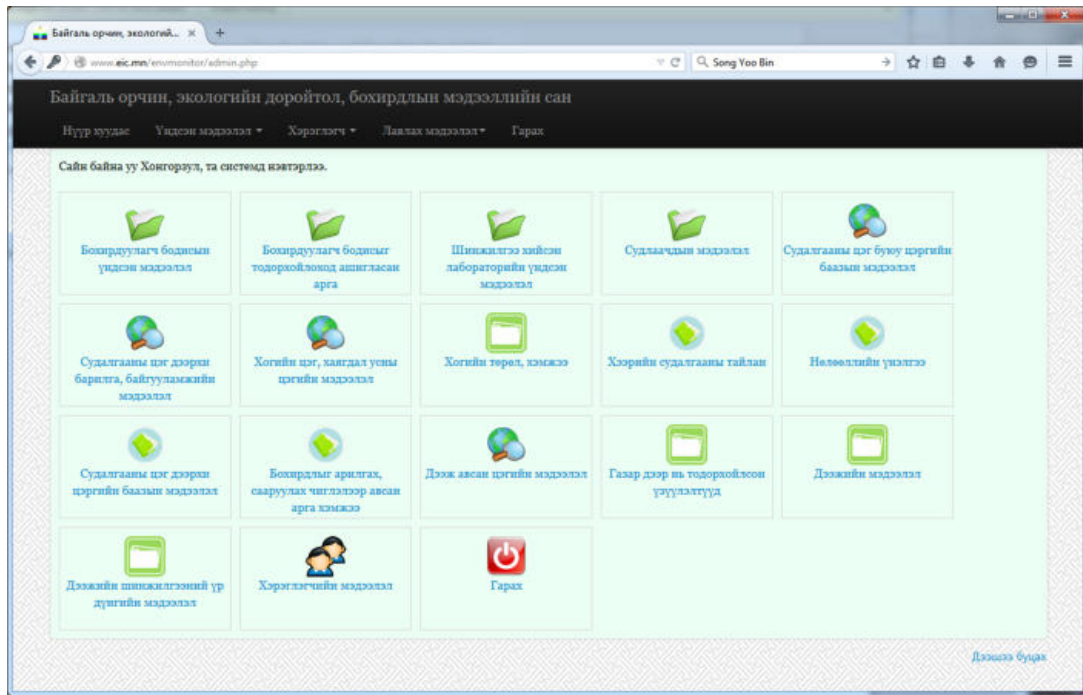 Байгаль орчин, экологий...
www.eic.mn/envmonitor/admin.php
Song Yoo Bin
Байгаль орчин, экологийн доройтол, бохирдлын мэдээллийн сан
Нүүр хуудас Үндсэн мэдээлэл Хэрэглэгч Лавлах мэдээлэл Гарах
Сайн байна уу Хонгорзул, та системд нэвтэрлээ.
Бохирдуулагч бодисын
үндсэн мэдээлэл
Бохирдуулагч бодисыг
тодорхойлоход ашигласан
арга
Шинжилгээ хийсэн
лабораторийн үндсэн
мэдээлэл
Судлаачдын мэдээлэл
Судалгааны цэг буюу цэргийн
баазын мэдээлэл
Судалгааны цэг дээрхи
барилга, байгууламжийн
мэдээлэл
Хогийн цэг, хаягдал усны
цэгийн мэдээлэл
Хогийн төрөл, хэмжээ
Хээрийн судалгааны тайлан
Нөлөөллийн үнэлгээ
Судалгааны цэг дээрхи
цэргийн баазын мэдээлэл
Бохирдлыг арилгах,
сааруулах чиглэлээр авсан
арга хэмжээ
Дээж авсан цэгийн мэдээлэл
Газар дээр нь тодорхойлсон
үзүүлэлтүүд
Дээжийн мэдээлэл
Дээжийн шинжилгээний үр
дүнгийн мэдээлэл
Хэрэглэгчийн мэдээлэл
Гарах
Дээшээ буцах